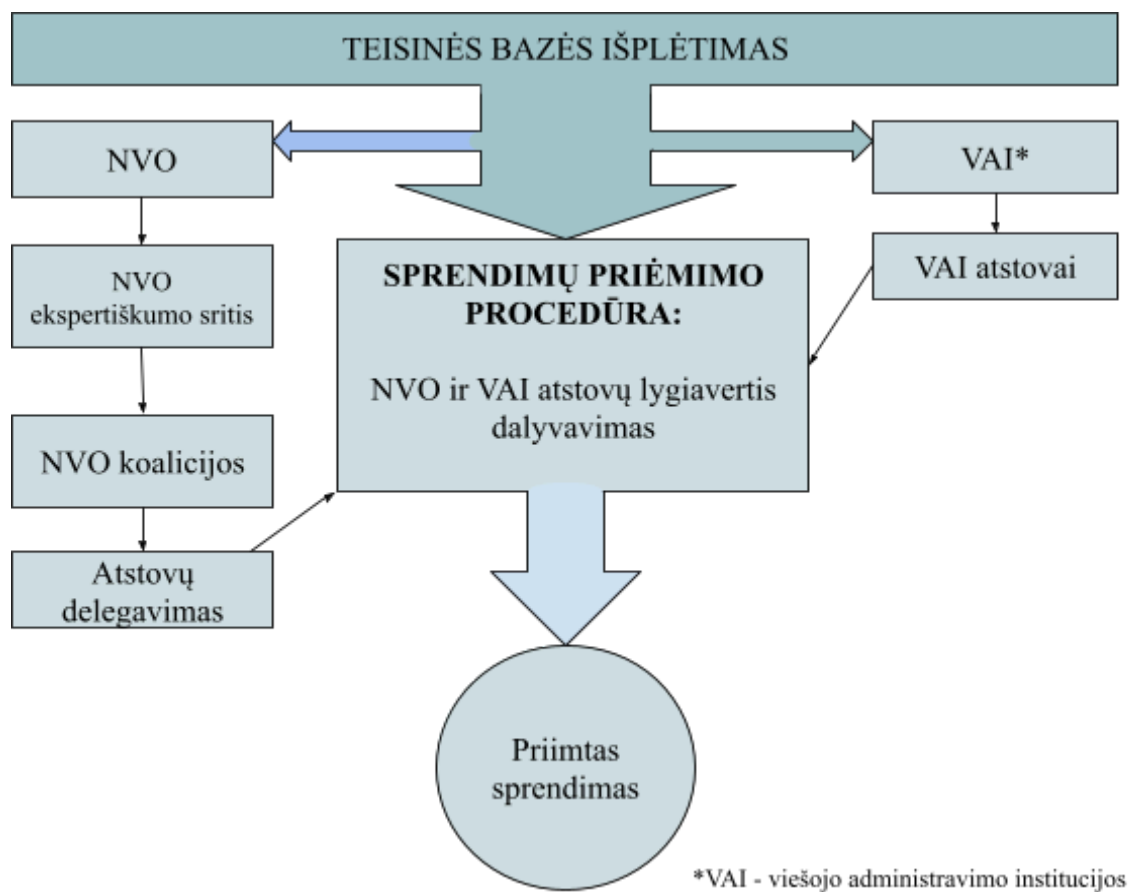 TEISINĖS BAZĖS IŠPLĖTIMAS
NVO
VAI*
NVO
ekspertiškumo sritis
VAI atstovai
SPRENDIMŲ PRIĖMIMO
PROCEDŪRA:
NVO ir VAI atstovų lygiavertis
dalyvavimas
NVO koalicijos
Atstovų
delegavimas
Priimtas
sprendimas
*VAI - viešojo administravimo institucijos